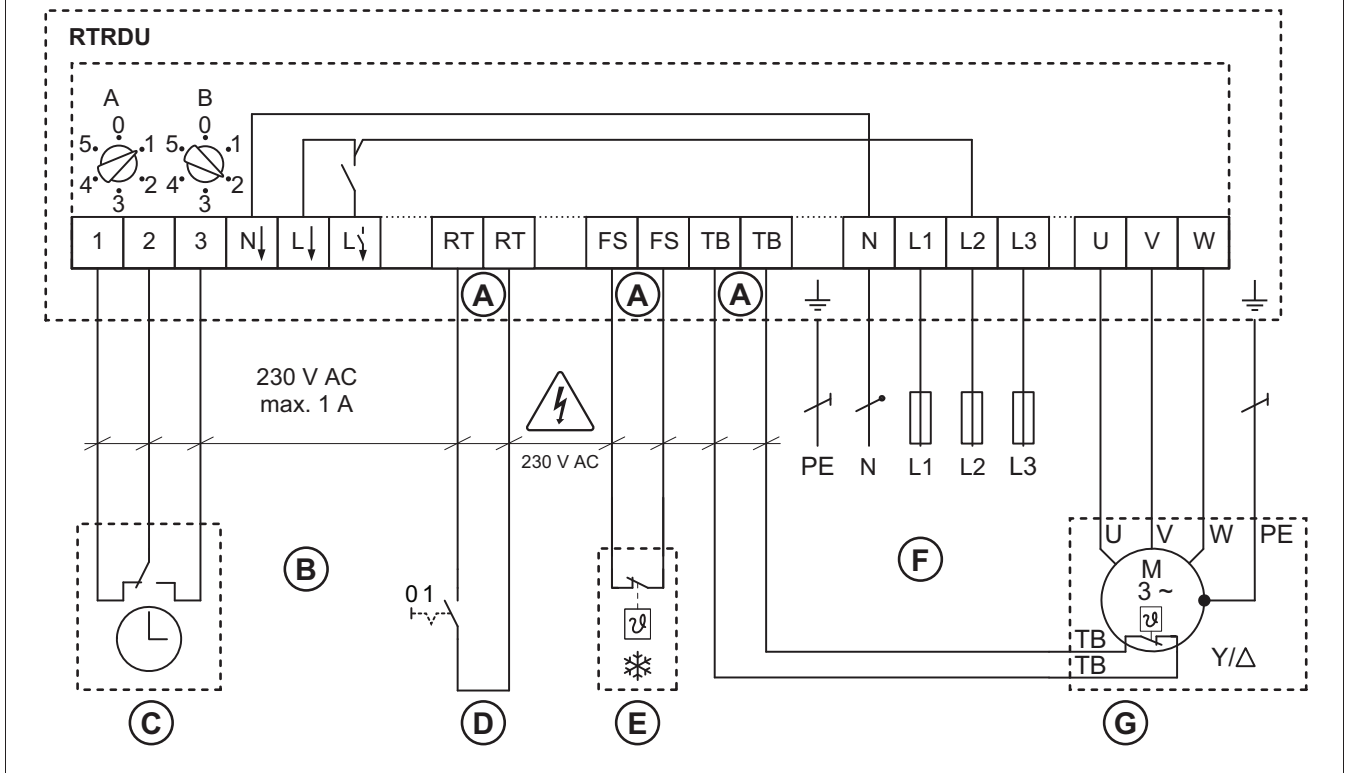 RTRDU
A B
0 0
5 1 5 1
4 2 4 2
3 3
1 2 3 N L L RT RT FS FS TB TB N L1 L2 L3 U V W
A A A
230 V AC
max. 1 A
230 V AC
PE N L1 L2 L3
U V W PE
B F
M
3 ~
0 1
ϑ ϑ
TB
TB
Y/△
C D E G